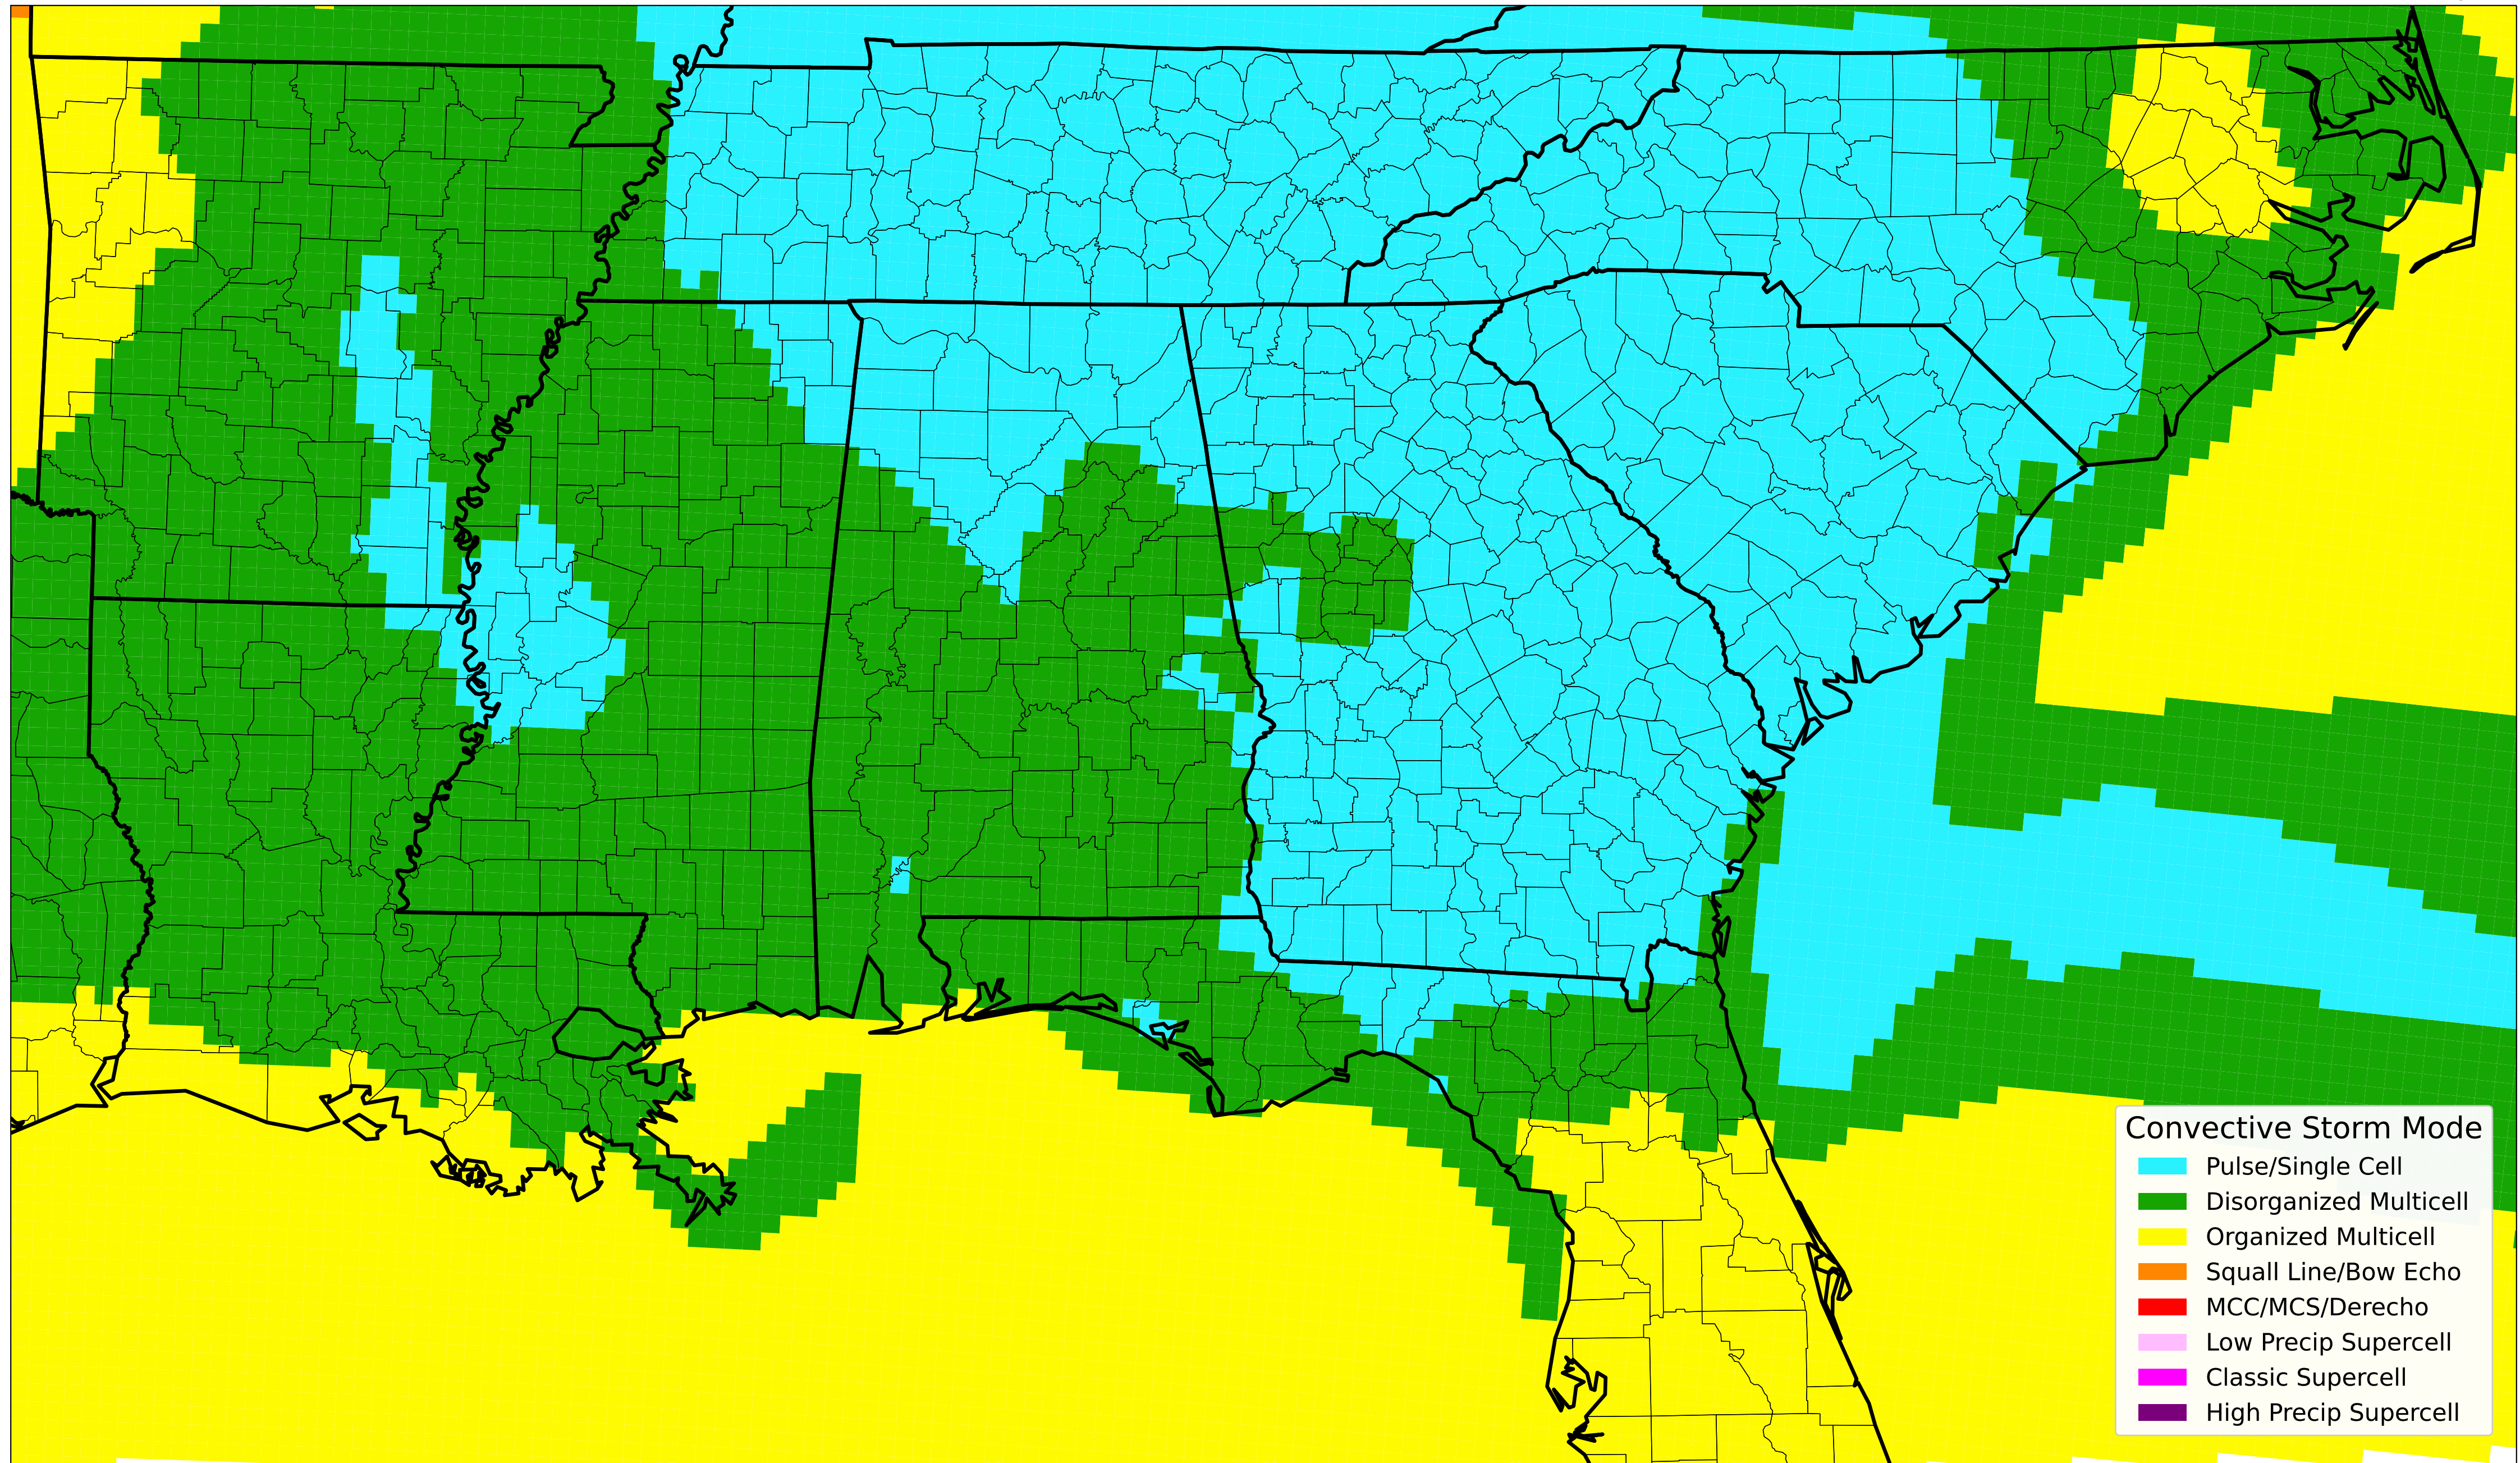 Convective Storm Mode
Pulse/Single Cell
Disorganized Multicell
Organized Multicell
Squall Line/Bow Echo
MCC/MCS/Derecho
Low Precip Supercell
Classic Supercell
High Precip Supercell